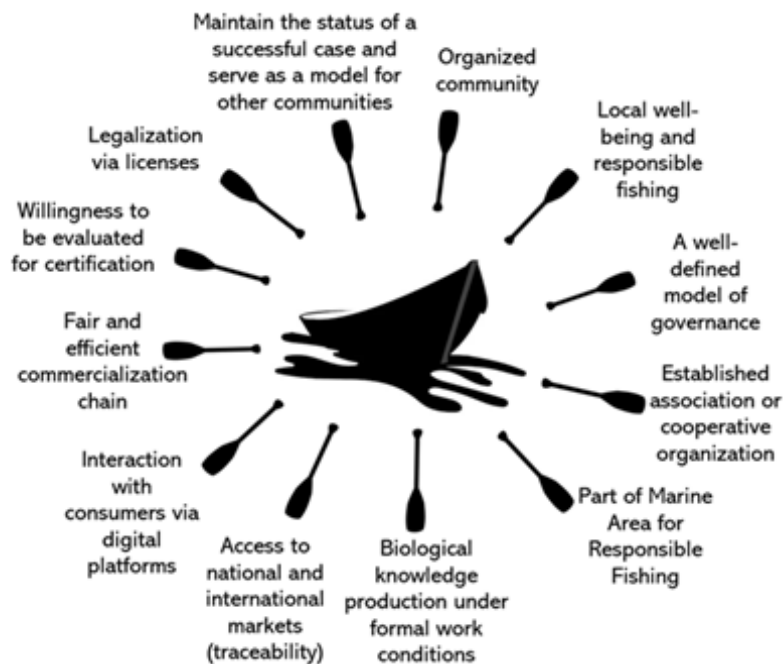 Maintain the status of a
successful case and
serve as a model for
other communities
Organized
community
Local well-
being and
responsible
fishing
A well-
defined
model of
governance
Established
association or
cooperative
organization
Part of Marine
Area for
Responsible
Fishing
Biological
knowledge
production under
formal work
conditions
Access to
national and
international
markets
(traceability)
Interaction
with
consumers via
digital
platforms
Fair and
efficient
commercialization
chain
Willingness to
be evaluated
for certification
Legalization
via licenses